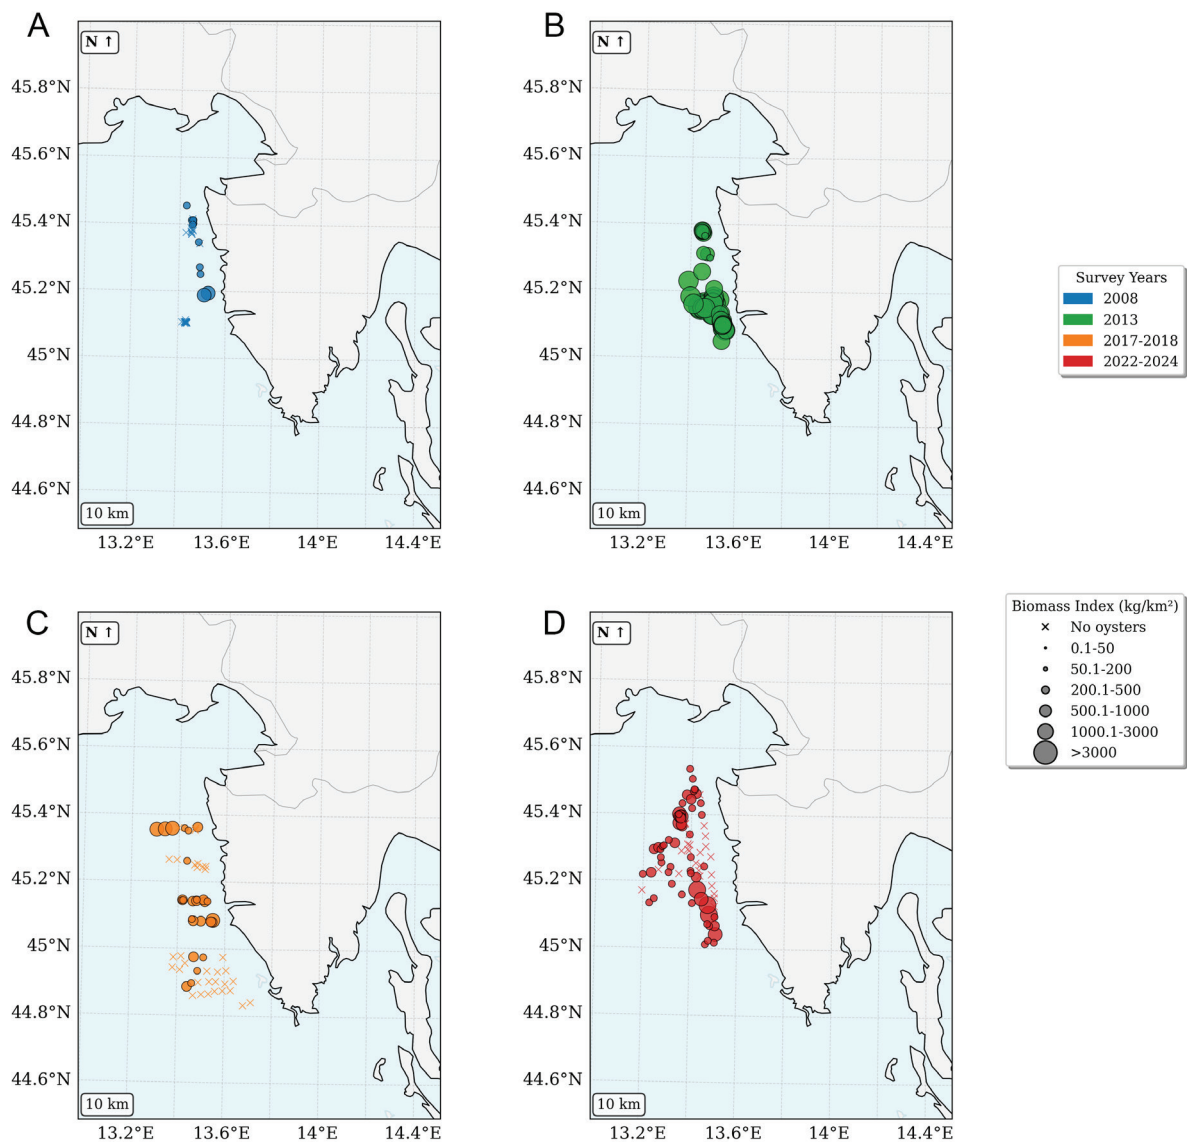 A
B
N ↑
N ↑
45.8°N
45.8°N
45.6°N
45.6°N
45.4°N
45.4°N
45.2°N
45.2°N
45°N
45°N
44.8°N
44.8°N
44.6°N
44.6°N
10 km
10 km
13.2°E 13.6°E 14°E 14.4°E
13.2°E 13.6°E 14°E 14.4°E
Survey Years
2008
2013
2017-2018
2022-2024
C
D
N ↑
N ↑
45.8°N
45.8°N
45.6°N
45.6°N
45.4°N
45.4°N
45.2°N
45.2°N
45°N
45°N
44.8°N
44.8°N
44.6°N
44.6°N
10 km
10 km
13.2°E 13.6°E 14°E 14.4°E
13.2°E 13.6°E 14°E 14.4°E
Biomass Index (kg/km²)
No oysters
0.1-50
50.1-200
200.1-500
500.1-1000
1000.1-3000
>3000